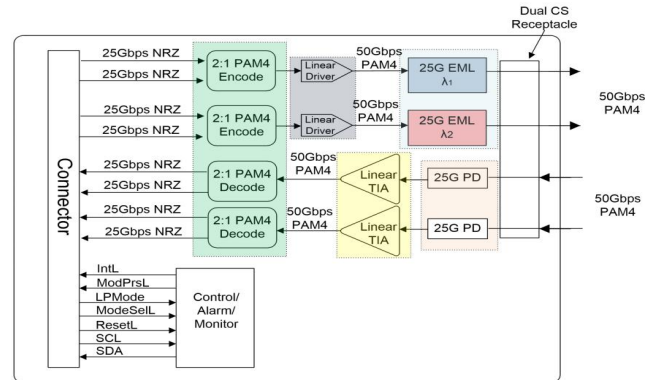 Dual CS
Receptacle
25Gbps NRZ
25Gbps NRZ
2:1 PAM4
Encode
Linear
Driver
50Gbps
PAM4
25G EML
λ1
25Gbps NRZ
25Gbps NRZ
2:1 PAM4
Encode
Linear
Driver
50Gbps
PAM4
25G EML
λ2
50Gbps
PAM4
Connector
25Gbps NRZ
25Gbps NRZ
2:1 PAM4
Decode
50Gbps
PAM4
Linear
TIA
25G PD
25Gbps NRZ
25Gbps NRZ
2:1 PAM4
Decode
50Gbps
PAM4
Linear
TIA
25G PD
50Gbps
PAM4
IntL
ModPrsL
LPMode
ModeSelL
ResetL
SCL
SDA
Control/
Alarm/
Monitor